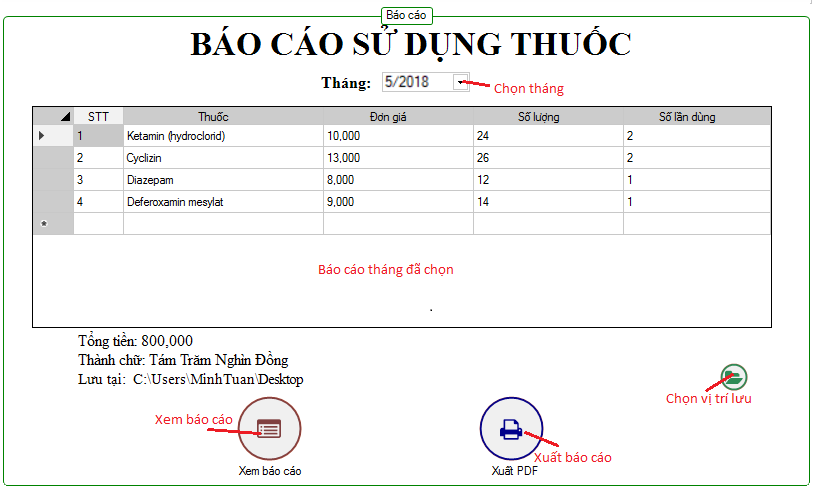 Báo cáo
BÁO CÁO SỬ DỤNG THUỐC
Tháng: 5/2018
Chọn tháng
STT Thuốc Đơn giá Số lượng Số lần dùng
1 Ketamin (hydroclorid) 10,000 24 2
2 Cyclizin 13,000 26 2
3 Diazepam 8,000 12 1
4 Deferoxamin mesylat 9,000 14 1
*
Báo cáo tháng đã chọn
Tổng tiền: 800,000
Thành chữ: Tám Trăm Nghìn Đồng
Lưu tại: C:\Users\MinhTuan\Desktop
Chọn vị trí lưu
Xem báo cáo
Xuất báo cáo
Xem báo cáo
Xuất PDF